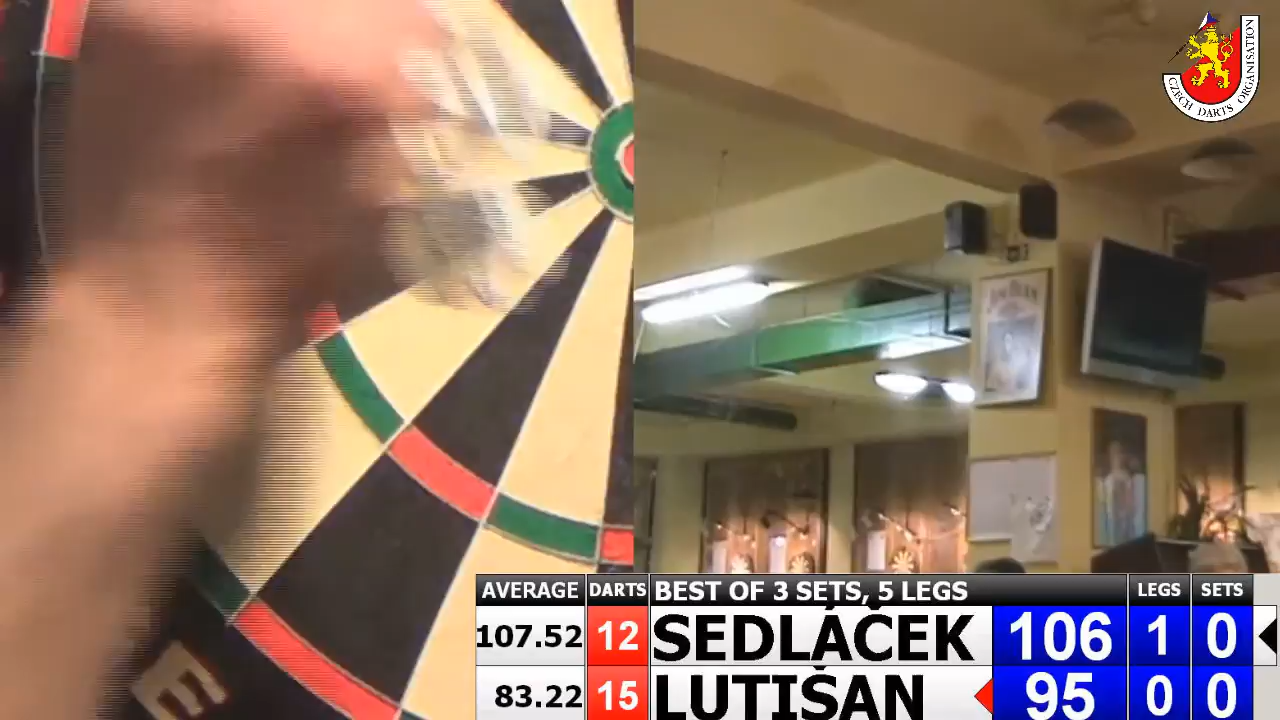 DARTS ORGANISATION
AVERAGE DARTS BEST OF 3 SETS, 5 LEGS LEGS SETS
107.52 12 SEDLÁČEK 106 1 0
83.22 15 LUTIŠAN 95 0 0
E